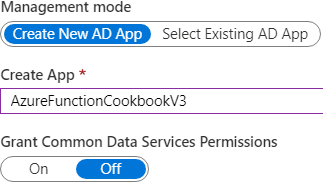 Management mode
Create New AD App Select Existing AD App
Create App *
AzureFunctionCookbookV3
Grant Common Data Services Permissions
On Off